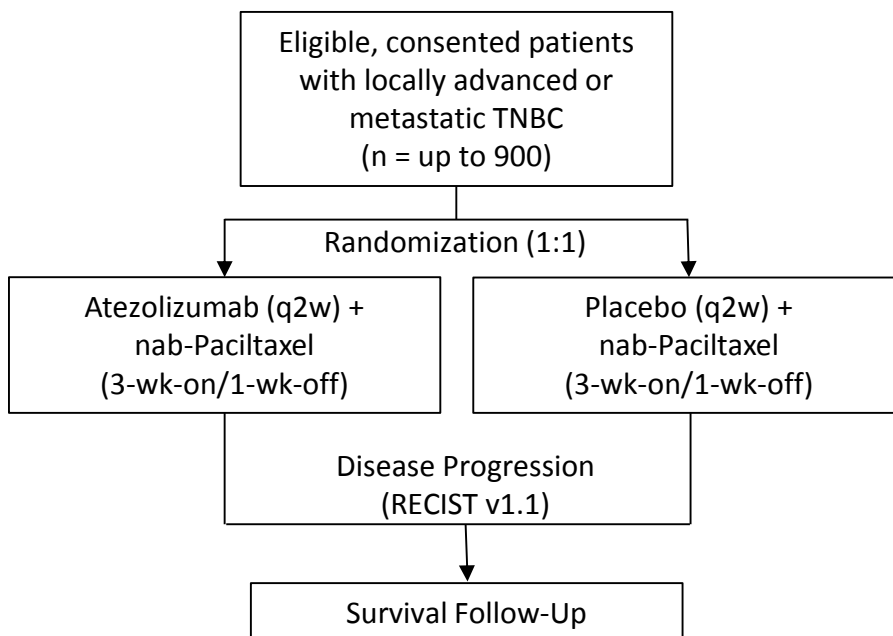 Eligible, consented patients
with locally advanced or
metastatic TNBC
(n = up to 900)
Randomization (1:1)
Atezolizumab (q2w) +
nab-Paciltaxel
(3-wk-on/1-wk-off)
Placebo (q2w) +
nab-Paciltaxel
(3-wk-on/1-wk-off)
Disease Progression
(RECIST v1.1)
Survival Follow-Up